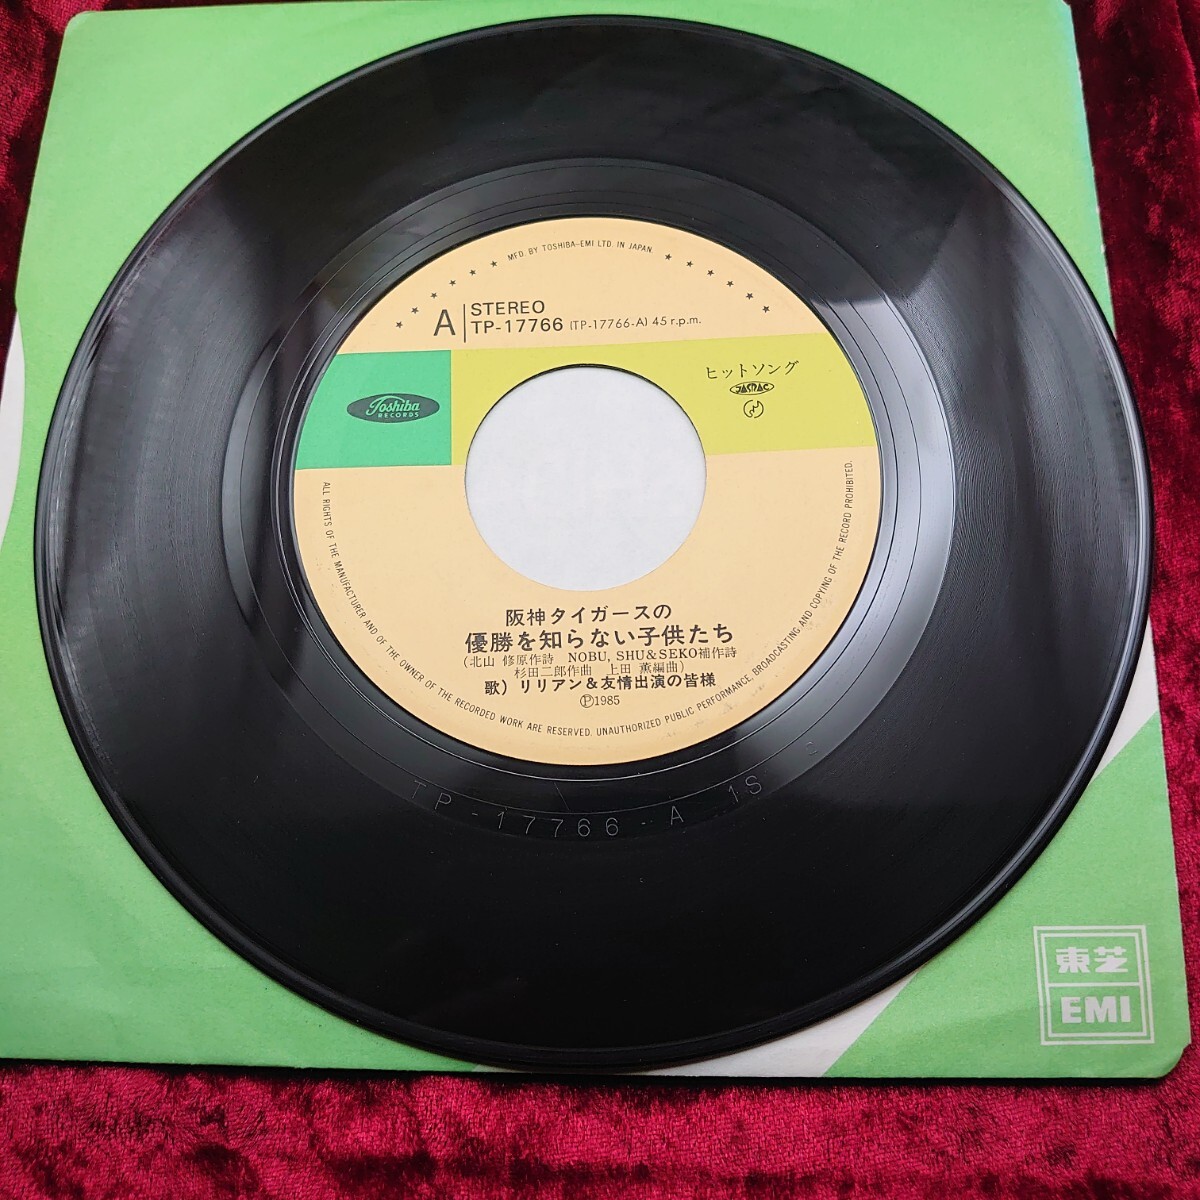 MFD. BY TOSHIBA-EMI LTD. IN JAPAN
A
STEREO
TP-17766 (TP-17766-A) 45 r.p.m.
Toshiba
RECORDS
ヒットソング
JASRAC
阪神タイガースの
優勝を知らない子供たち
(北山 修原作詩 NOBU, SHU&SEKO補作詩
杉田二郎作曲 上田 薫編曲)
歌) リリアン&友情出演の皆様
Ⓟ1985
ALL RIGHTS OF THE MANUFACTURER AND OF THE OWNER OF THE RECORDED WORK ARE RESERVED. UNAUTHORIZED PUBLIC PERFORMANCE, BROADCASTING AND COPYING OF THE RECORD PROHIBITED.
TP-17766-A 1S
東芝
EMI